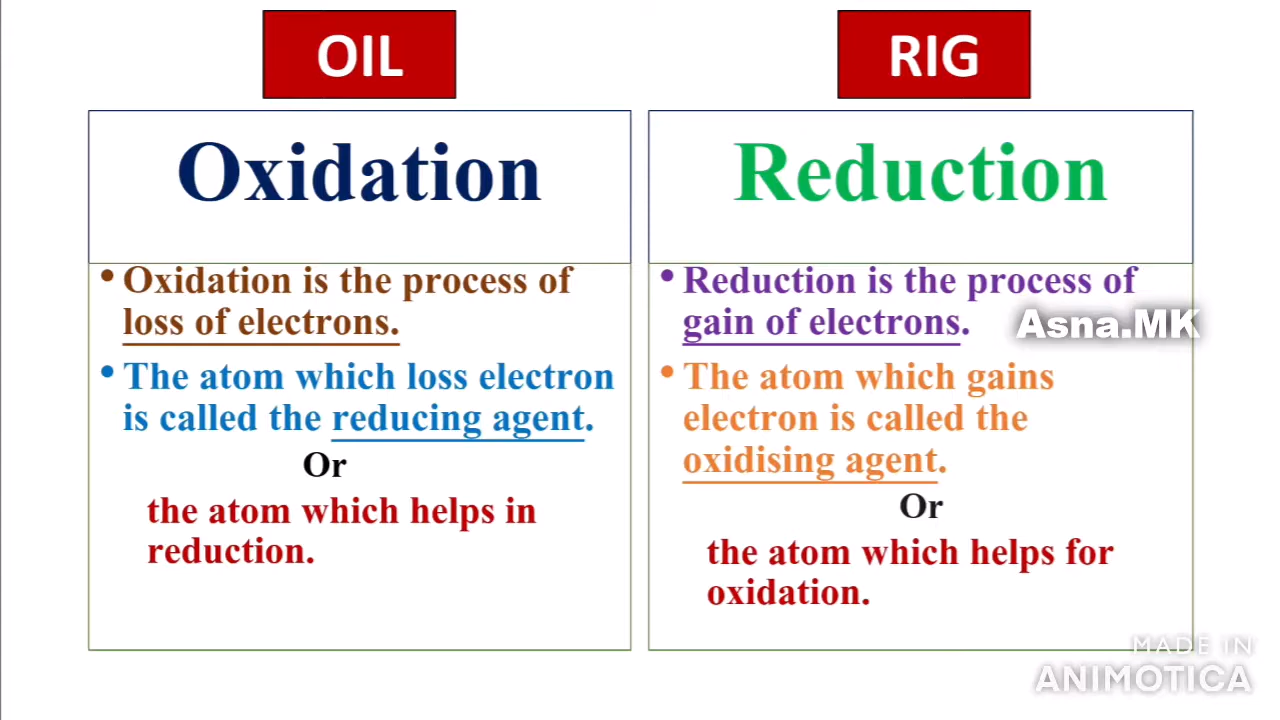 OIL
Oxidation
• Oxidation is the process of
loss of electrons.
• The atom which loss electron
is called the reducing agent.
Or
the atom which helps in
reduction.
RIG
Reduction
• Reduction is the process of
gain of electrons.
Asna.MK
• The atom which gains
electron is called the
oxidising agent.
Or
the atom which helps for
oxidation.
MADE IN
ANIMOTICA